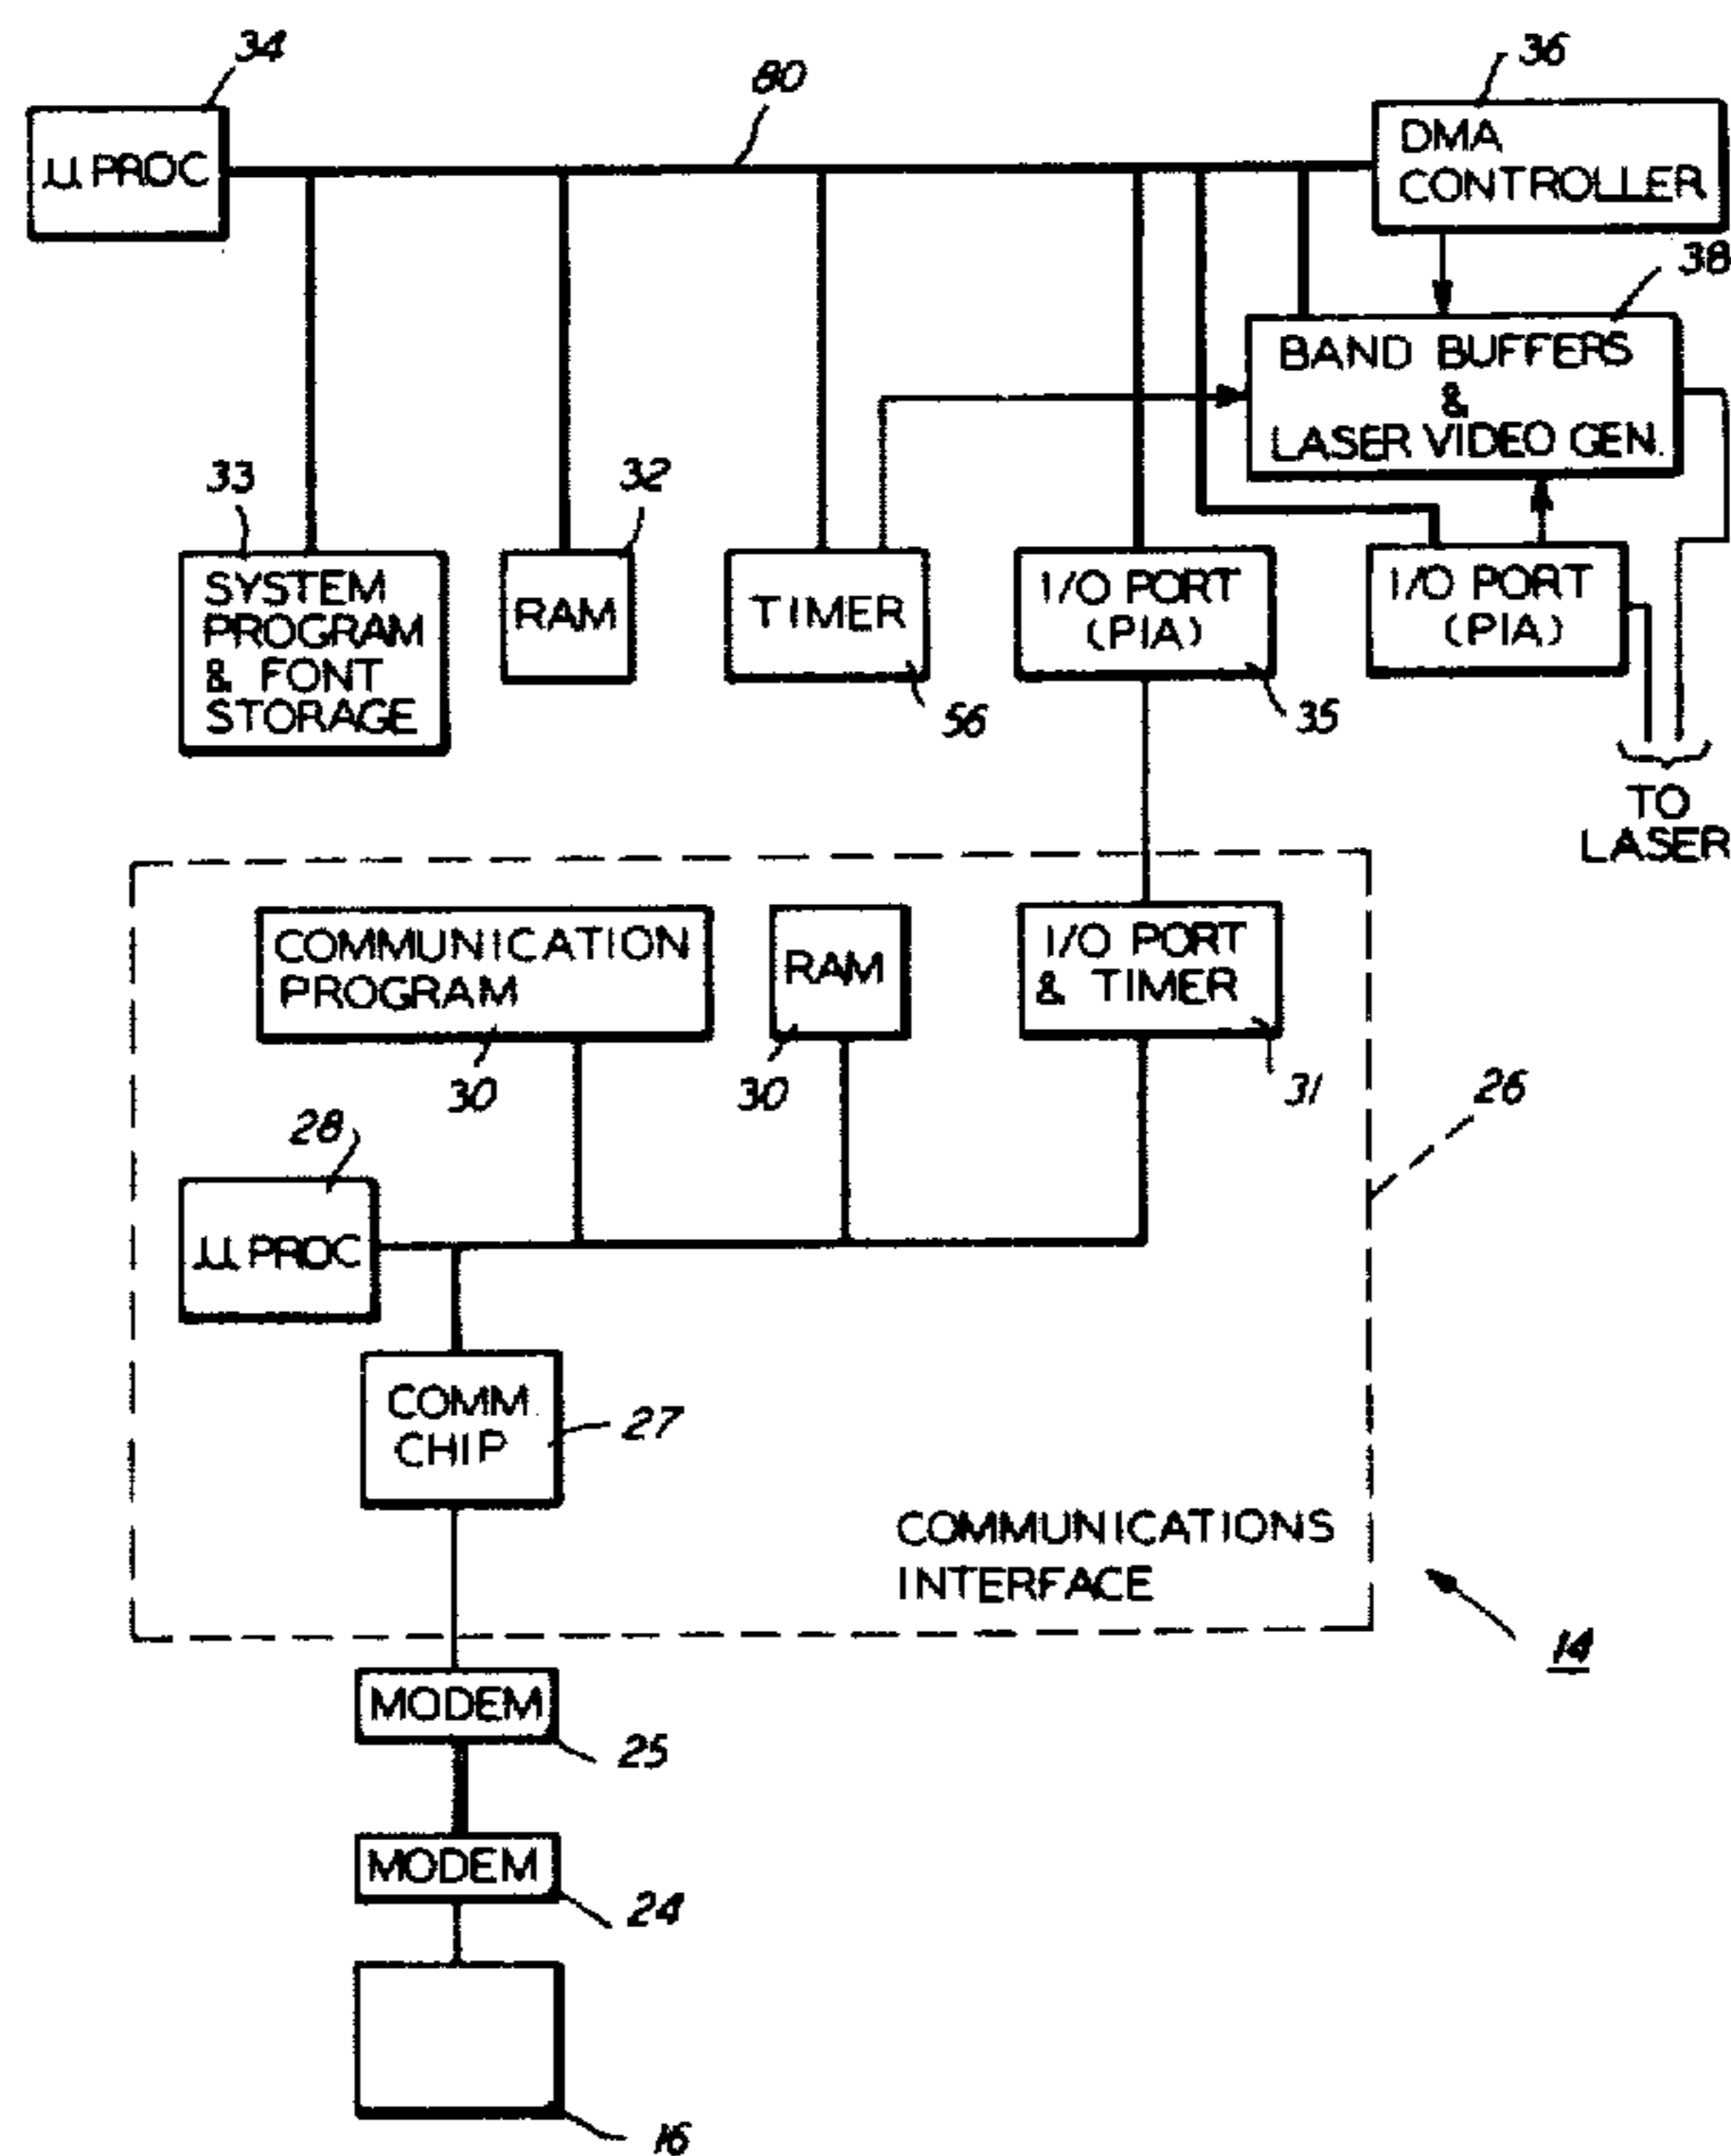 34
80
36
μ PROC
DMA
CONTROLLER
38
BAND BUFFERS
&
LASER VIDEO GEN.
33
32
SYSTEM
PROGRAM
& FONT
STORAGE
RAM
TIMER
I/O PORT
(PIA)
I/O PORT
(PIA)
56
35
TO
LASER
COMMUNICATION
PROGRAM
RAM
I/O PORT
& TIMER
30
30
31
26
28
μ PROC
COMM.
CHIP
27
COMMUNICATIONS
INTERFACE
14
MODEM
25
MODEM
24
16